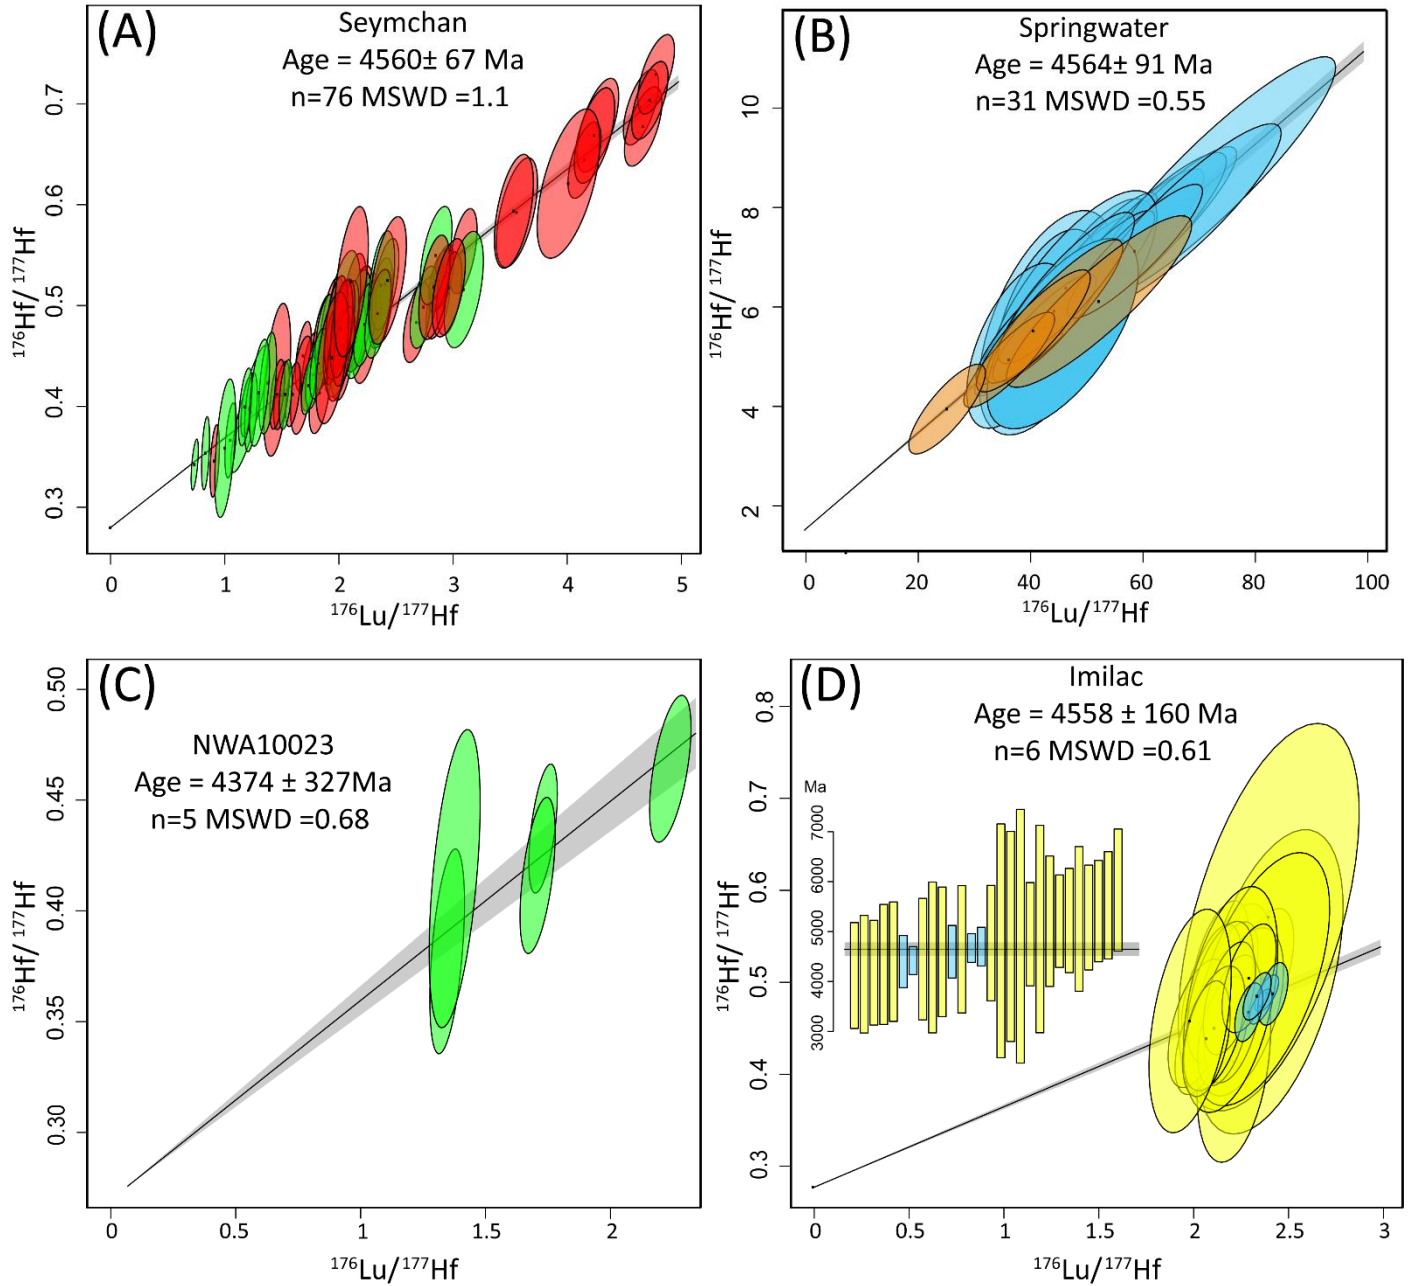 (A)
Seymchan
Age = 4560± 67 Ma
n=76 MSWD =1.1
0.7
0.6
0.5
0.4
0.3
¹⁷⁶Hf/ ¹⁷⁷Hf
0 1 2 3 4 5
¹⁷⁶Lu/¹⁷⁷Hf
(B)
Springwater
Age = 4564± 91 Ma
n=31 MSWD =0.55
10
8
6
4
2
¹⁷⁶Hf/ ¹⁷⁷Hf
0 20 40 60 80 100
¹⁷⁶Lu/¹⁷⁷Hf
(C)
NWA10023
Age = 4374 ± 327Ma
n=5 MSWD =0.68
0.50
0.45
0.40
0.35
0.30
¹⁷⁶Hf/ ¹⁷⁷Hf
0 0.5 1 1.5 2
¹⁷⁶Lu/¹⁷⁷Hf
(D)
Imilac
Age = 4558 ± 160 Ma
n=6 MSWD =0.61
0.8
0.7
0.6
0.5
0.4
0.3
¹⁷⁶Hf/ ¹⁷⁷Hf
Ma
7000
6000
5000
4000
3000
0 0.5 1 1.5 2 2.5 3
¹⁷⁶Lu/¹⁷⁷Hf